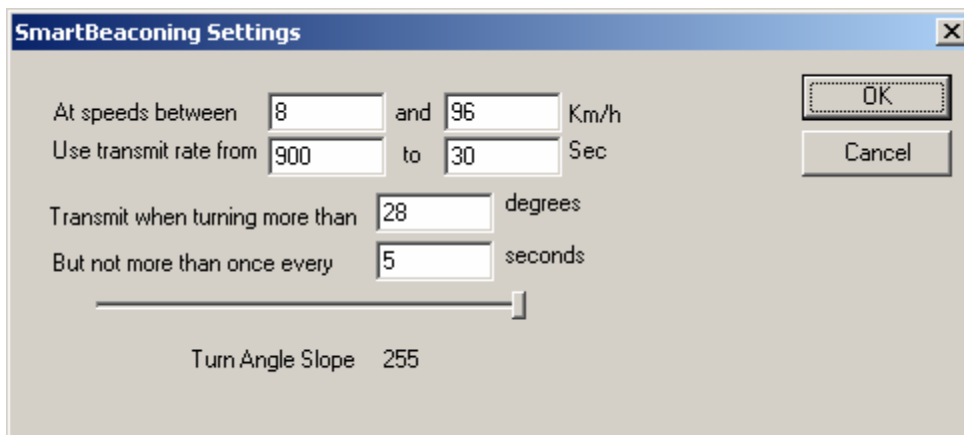 SmartBeaconing Settings
At speeds between 8 and 96 Km/h
OK
Use transmit rate from 900 to 30 Sec
Cancel
Transmit when turning more than 28 degrees
But not more than once every 5 seconds
Turn Angle Slope 255